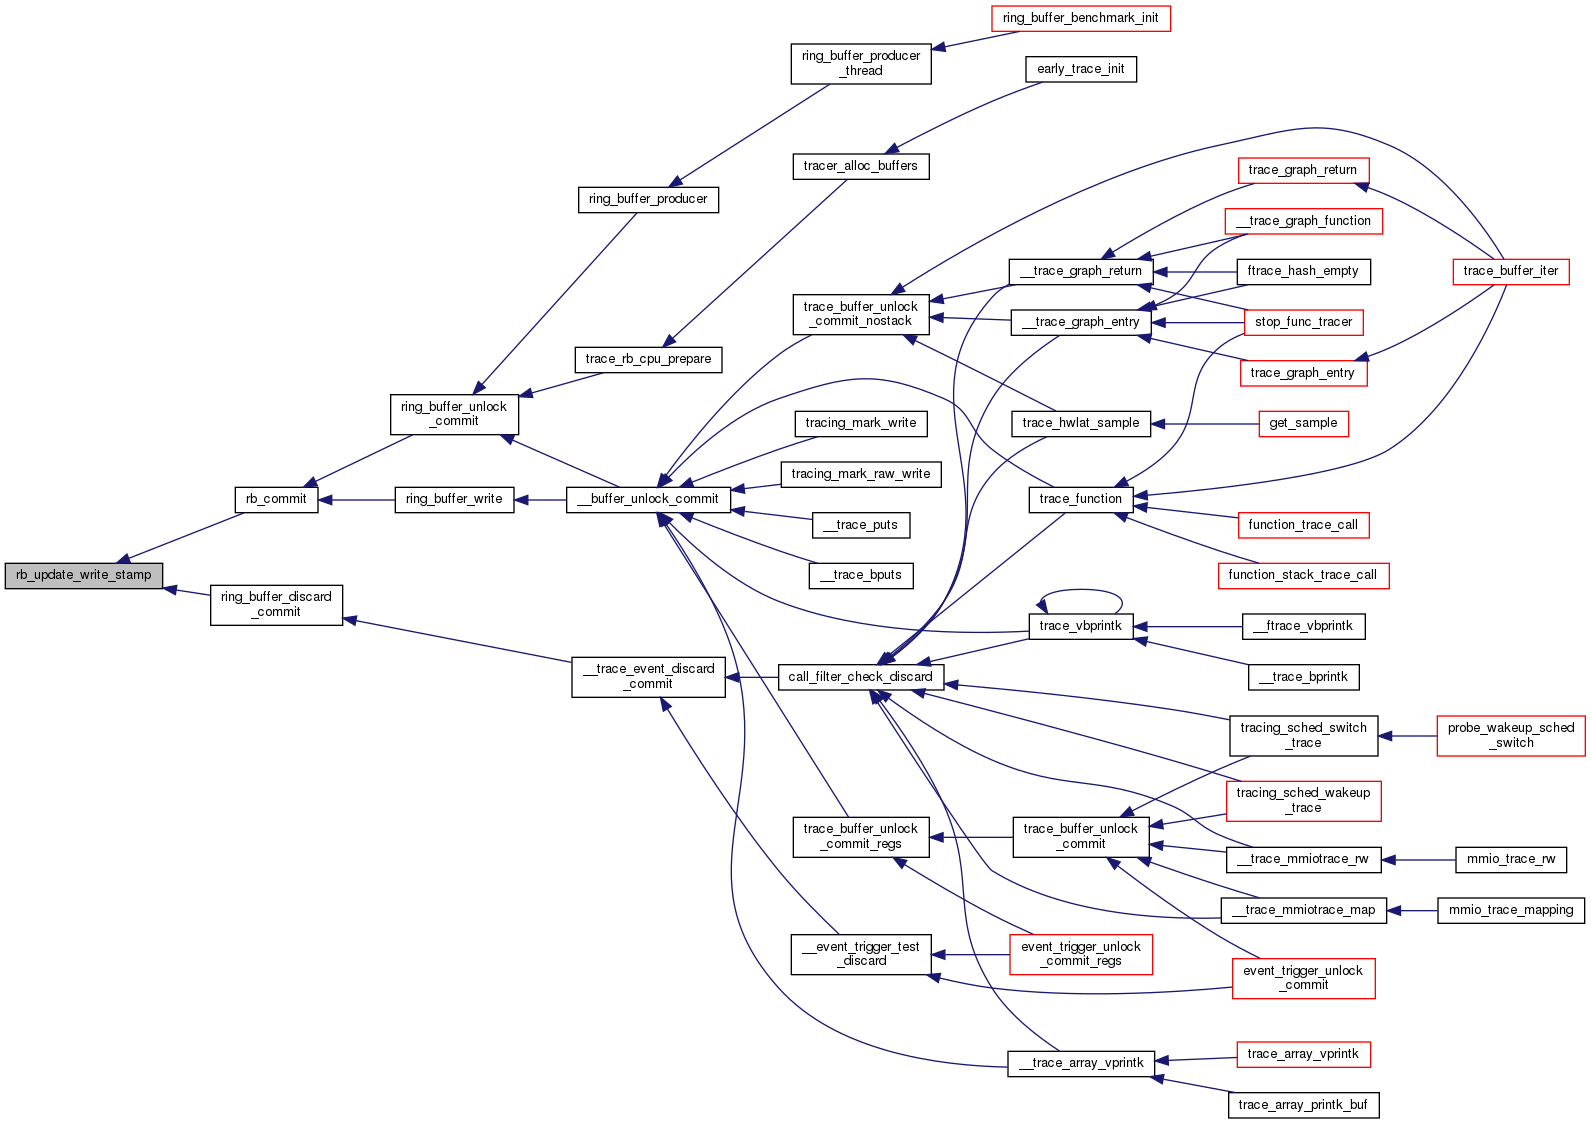 ring_buffer_benchmark_init
ring_buffer_producer
_thread
early_trace_init
tracer_alloc_buffers
trace_graph_return
ring_buffer_producer
__trace_graph_function
__trace_graph_return
ftrace_hash_empty
trace_buffer_iter
trace_buffer_unlock
_commit_nostack
__trace_graph_entry
stop_func_tracer
trace_rb_cpu_prepare
trace_graph_entry
ring_buffer_unlock
_commit
tracing_mark_write
trace_hwlat_sample
get_sample
tracing_mark_raw_write
rb_commit
ring_buffer_write
__buffer_unlock_commit
trace_function
__trace_puts
function_trace_call
rb_update_write_stamp
__trace_bputs
function_stack_trace_call
ring_buffer_discard
_commit
trace_vbprintk
__ftrace_vbprintk
__trace_event_discard
_commit
call_filter_check_discard
__trace_bprintk
tracing_sched_switch
_trace
probe_wakeup_sched
_switch
tracing_sched_wakeup
_trace
trace_buffer_unlock
_commit_regs
trace_buffer_unlock
_commit
__trace_mmiotrace_rw
mmio_trace_rw
__trace_mmiotrace_map
mmio_trace_mapping
__event_trigger_test
_discard
event_trigger_unlock
_commit_regs
event_trigger_unlock
_commit
__trace_array_vprintk
trace_array_vprintk
trace_array_printk_buf